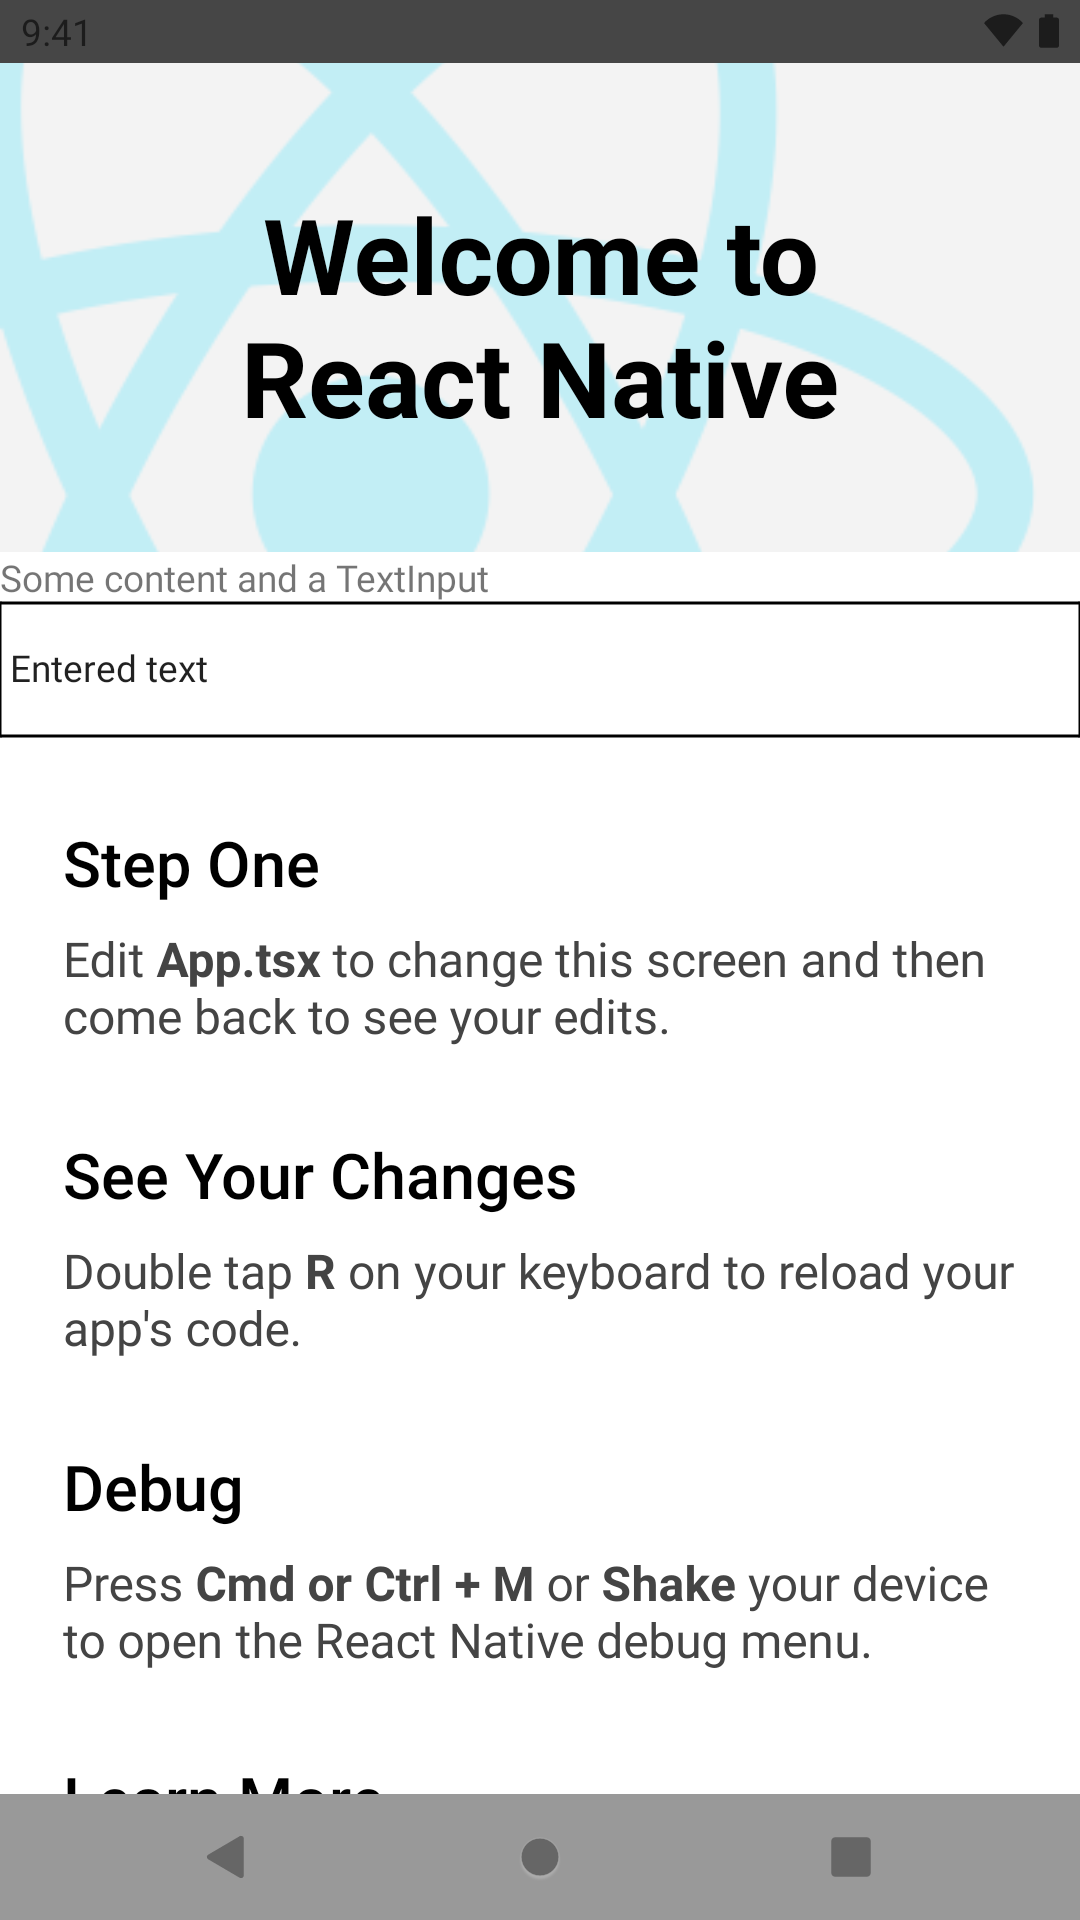 9:41
Welcome to
React Native
Some content and a TextInput
Entered text
Step One
Edit App.tsx to change this screen and then
come back to see your edits.
See Your Changes
Double tap R on your keyboard to reload your
app's code.
Debug
Press Cmd or Ctrl + M or Shake your device
to open the React Native debug menu.
Learn More